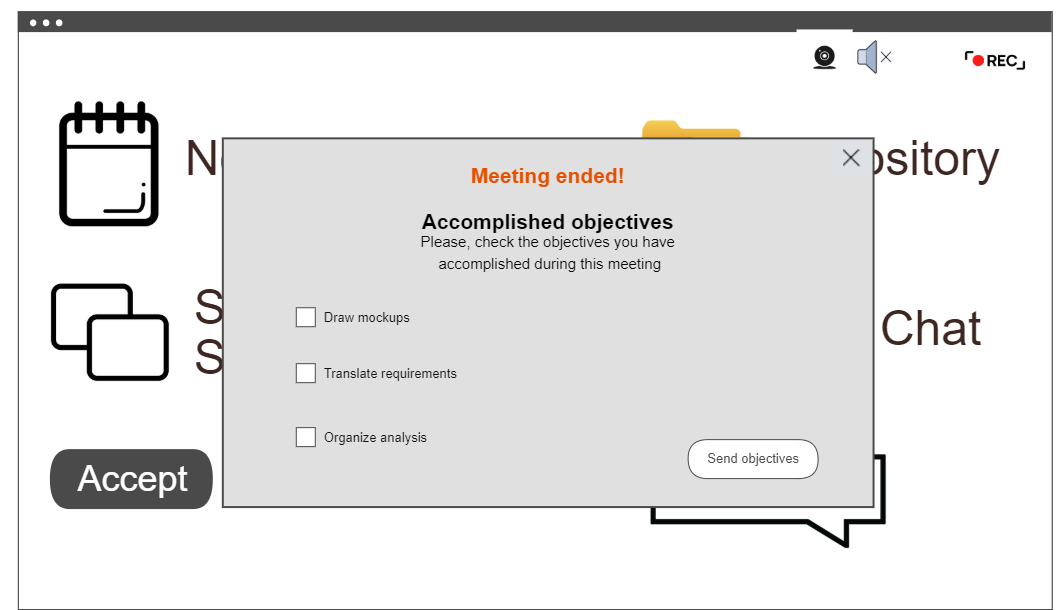 REC
Meeting ended!
Accomplished objectives
Please, check the objectives you have
accomplished during this meeting
Draw mockups
Translate requirements
Organize analysis
Send objectives
Chat
Accept